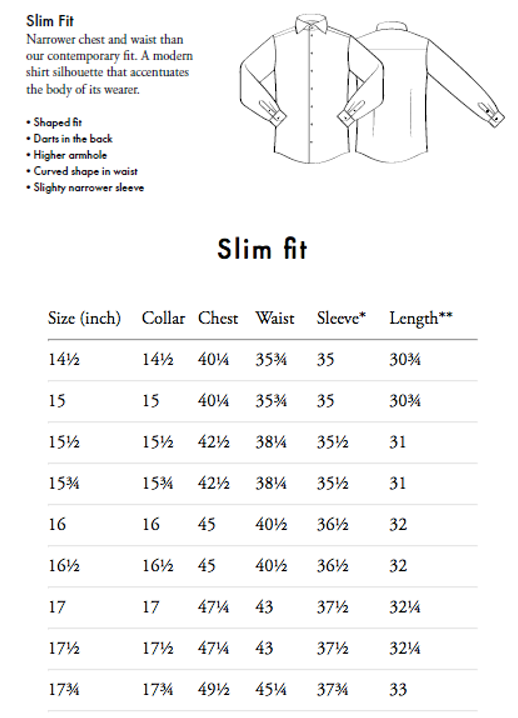 Slim Fit
Narrower chest and waist than
our contemporary fit. A modern
shirt silhouette that accentuates
the body of its wearer.
• Shaped fit
• Darts in the back
• Higher armhole
• Curved shape in waist
• Slighty narrower sleeve
Slim fit
Size (inch) Collar Chest Waist Sleeve* Length**
14½ 14½ 40¼ 35¾ 35 30¾
15 15 40¼ 35¾ 35 30¾
15½ 15½ 42½ 38¼ 35½ 31
15¾ 15¾ 42½ 38¼ 35½ 31
16 16 45 40½ 36½ 32
16½ 16½ 45 40½ 36½ 32
17 17 47¼ 43 37½ 32¼
17½ 17½ 47¼ 43 37½ 32¼
17¾ 17¾ 49½ 45¼ 37¾ 33